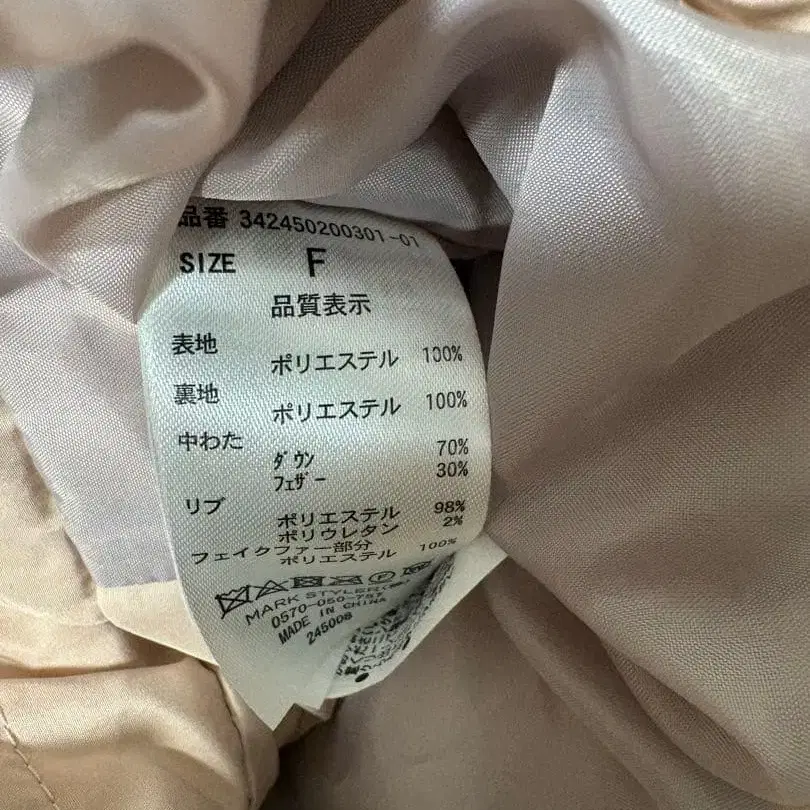 品番 342450200301-01
SIZE F
品質表示
表地
ポリエステル 100%
裏地
ポリエステル 100%
中わた
ダウン 70%
フェザー 30%
リブ
ポリエステル 98%
ポリウレタン 2%
フェイクファー部分
ポリエステル 100%
MARK STYLER
0570-050-757
MADE IN CHINA
245008